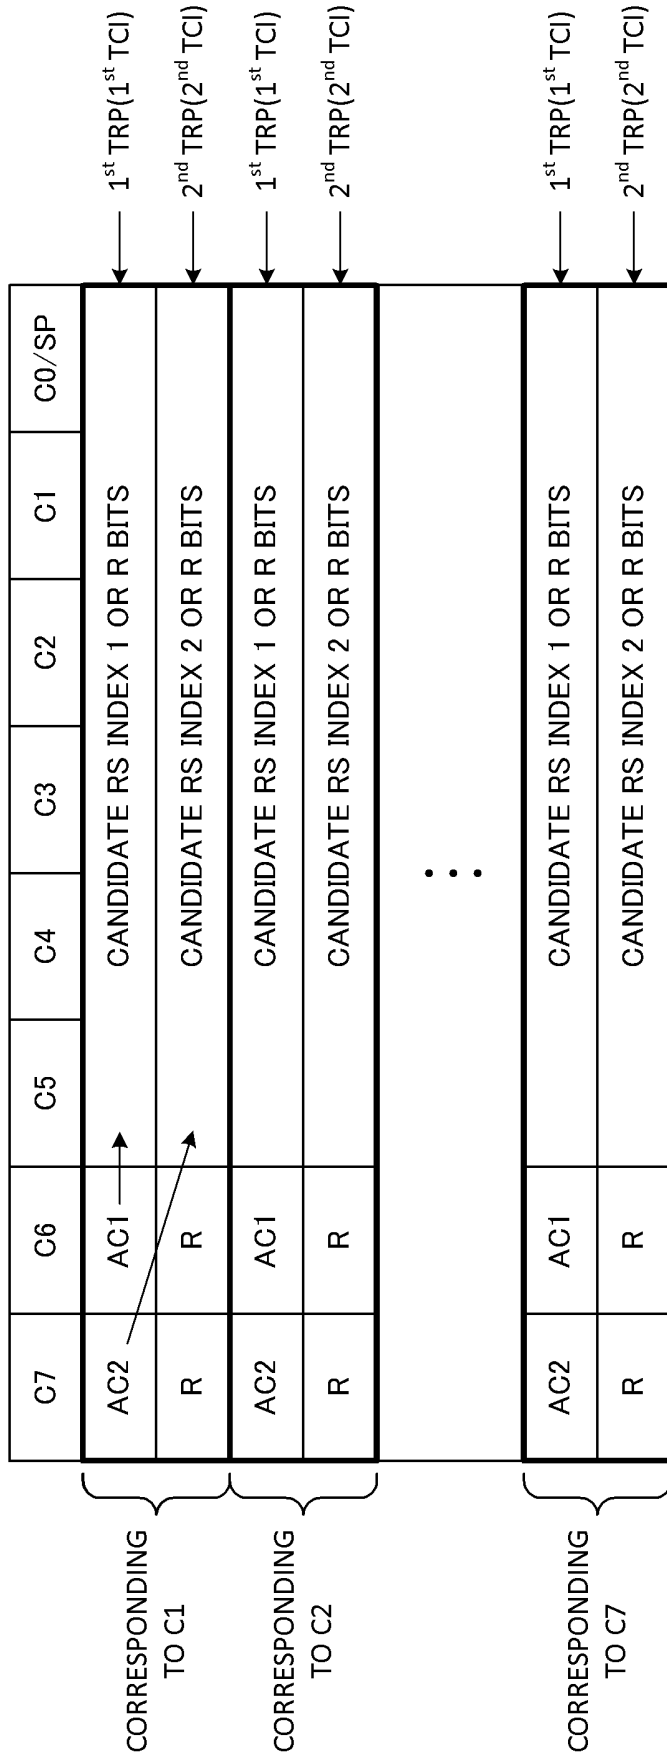 C7 C6 C5 C4 C3 C2 C1 C0/SP
CORRESPONDING
TO C1
AC2 AC1 CANDIDATE RS INDEX 1 OR R BITS 1st TRP(1st TCI)
R R CANDIDATE RS INDEX 2 OR R BITS 2nd TRP(2nd TCI)
CORRESPONDING
TO C2
AC2 AC1 CANDIDATE RS INDEX 1 OR R BITS 1st TRP(1st TCI)
R R CANDIDATE RS INDEX 2 OR R BITS 2nd TRP(2nd TCI)
. . .
CORRESPONDING
TO C7
AC2 AC1 CANDIDATE RS INDEX 1 OR R BITS 1st TRP(1st TCI)
R R CANDIDATE RS INDEX 2 OR R BITS 2nd TRP(2nd TCI)